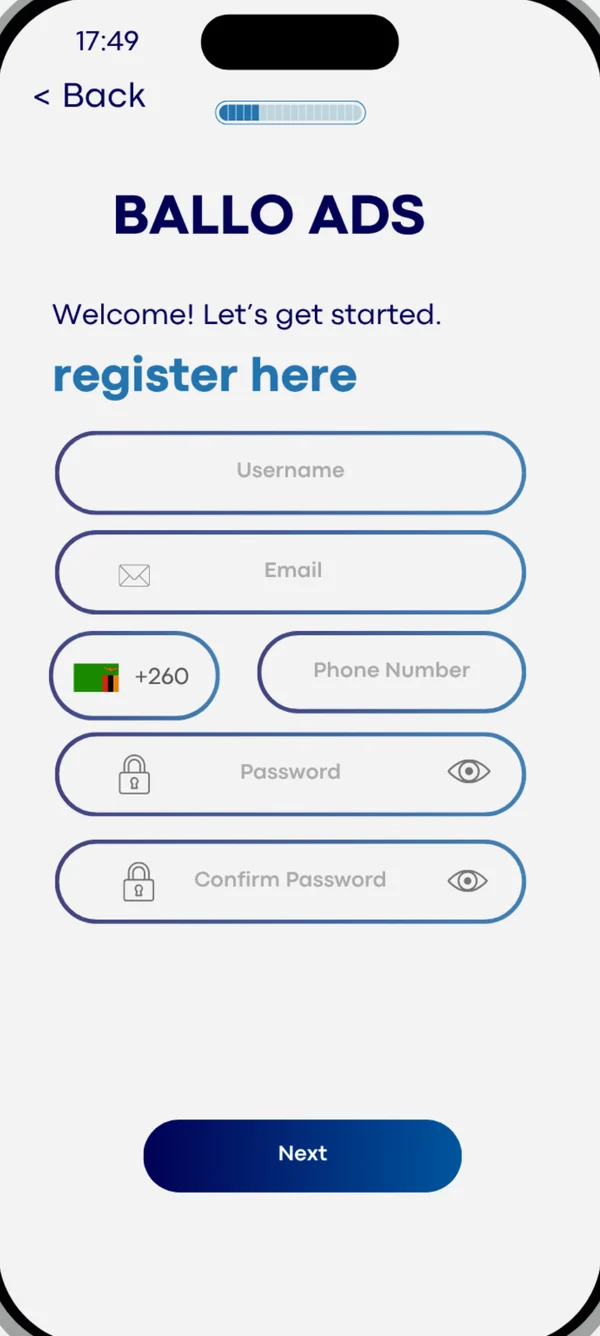 17:49
< Back
BALLO ADS
Welcome! Let's get started.
register here
Username
Email
+260
Phone Number
Password
Confirm Password
Next